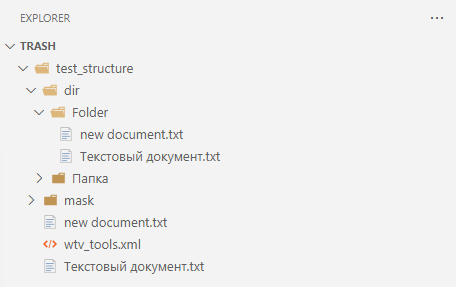 EXPLORER
TRASH
test_structure
dir
Folder
new document.txt
Текстовый документ.txt
Папка
mask
new document.txt
wtv_tools.xml
Текстовый документ.txt